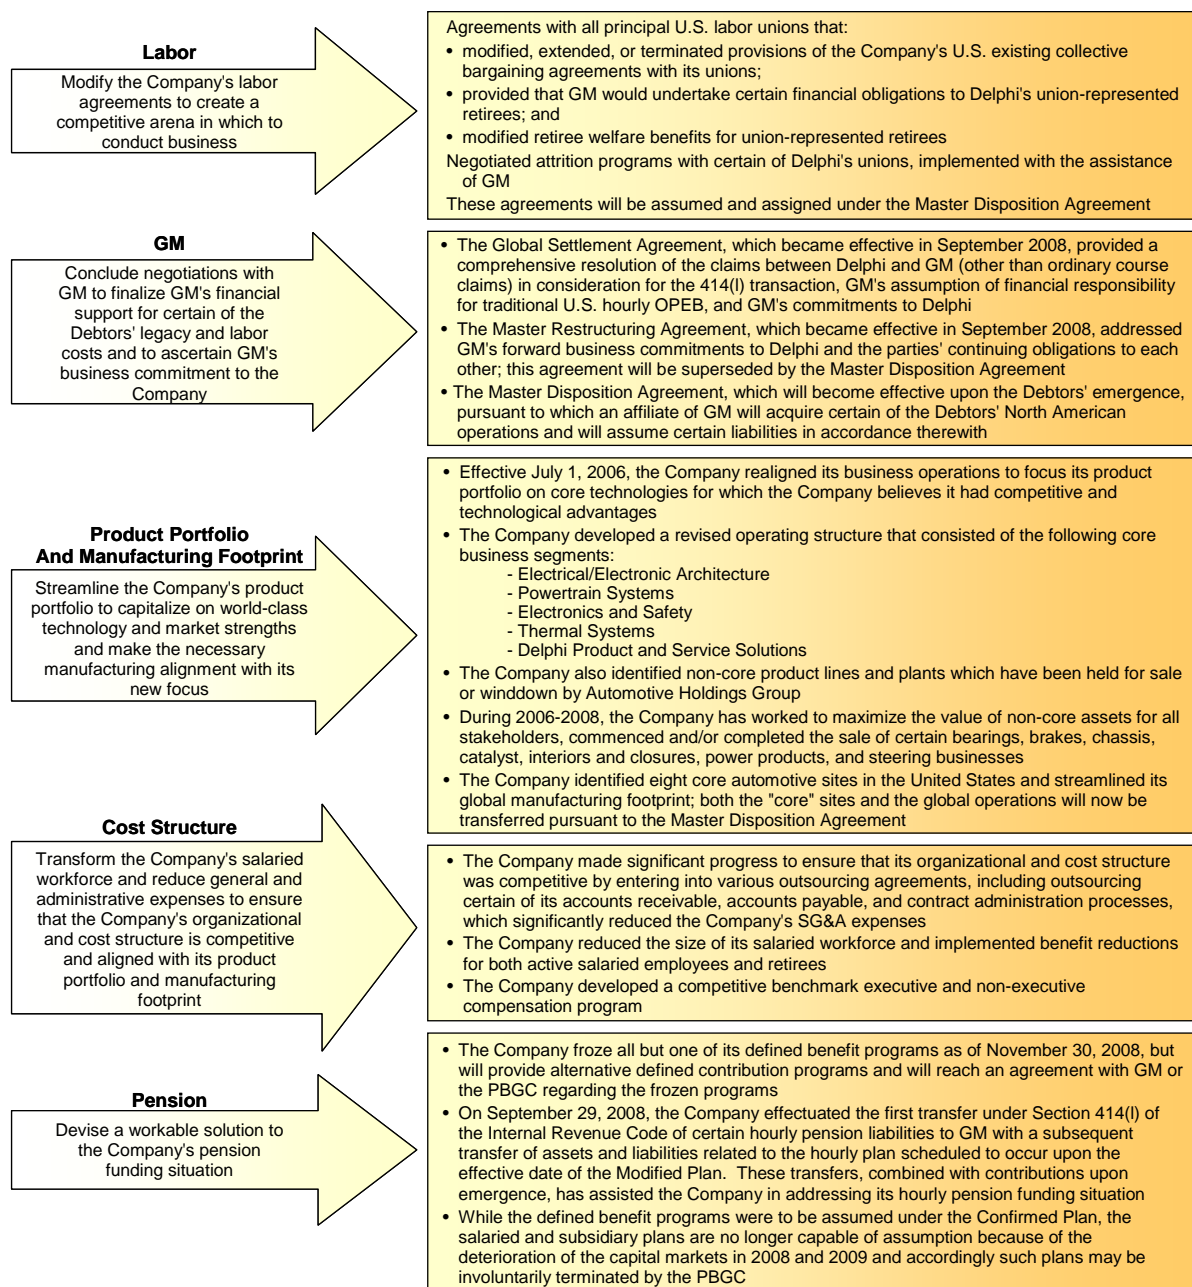 Labor
Modify the Company's labor
agreements to create a
competitive arena in which to
conduct business
Agreements with all principal U.S. labor unions that:
• modified, extended, or terminated provisions of the Company's U.S. existing collective
bargaining agreements with its unions;
• provided that GM would undertake certain financial obligations to Delphi's union-represented
retirees; and
• modified retiree welfare benefits for union-represented retirees
Negotiated attrition programs with certain of Delphi's unions, implemented with the assistance
of GM
These agreements will be assumed and assigned under the Master Disposition Agreement
GM
Conclude negotiations with
GM to finalize GM's financial
support for certain of the
Debtors' legacy and labor
costs and to ascertain GM's
business commitment to the
Company
• The Global Settlement Agreement, which became effective in September 2008, provided a
comprehensive resolution of the claims between Delphi and GM (other than ordinary course
claims) in consideration for the 414(l) transaction, GM's assumption of financial responsibility
for traditional U.S. hourly OPEB, and GM's commitments to Delphi
• The Master Restructuring Agreement, which became effective in September 2008, addressed
GM's forward business commitments to Delphi and the parties' continuing obligations to each
other; this agreement will be superseded by the Master Disposition Agreement
• The Master Disposition Agreement, which will become effective upon the Debtors' emergence,
pursuant to which an affiliate of GM will acquire certain of the Debtors' North American
operations and will assume certain liabilities in accordance therewith
Product Portfolio
And Manufacturing Footprint
Streamline the Company's product
portfolio to capitalize on world-class
technology and market strengths
and make the necessary
manufacturing alignment with its
new focus
• Effective July 1, 2006, the Company realigned its business operations to focus its product
portfolio on core technologies for which the Company believes it had competitive and
technological advantages
• The Company developed a revised operating structure that consisted of the following core
business segments:
- Electrical/Electronic Architecture
- Powertrain Systems
- Electronics and Safety
- Thermal Systems
- Delphi Product and Service Solutions
• The Company also identified non-core product lines and plants which have been held for sale
or winddown by Automotive Holdings Group
• During 2006-2008, the Company has worked to maximize the value of non-core assets for all
stakeholders, commenced and/or completed the sale of certain bearings, brakes, chassis,
catalyst, interiors and closures, power products, and steering businesses
• The Company identified eight core automotive sites in the United States and streamlined its
global manufacturing footprint; both the "core" sites and the global operations will now be
transferred pursuant to the Master Disposition Agreement
Cost Structure
Transform the Company's salaried
workforce and reduce general and
administrative expenses to ensure
that the Company's organizational
and cost structure is competitive
and aligned with its product
portfolio and manufacturing
footprint
• The Company made significant progress to ensure that its organizational and cost structure
was competitive by entering into various outsourcing agreements, including outsourcing
certain of its accounts receivable, accounts payable, and contract administration processes,
which significantly reduced the Company's SG&A expenses
• The Company reduced the size of its salaried workforce and implemented benefit reductions
for both active salaried employees and retirees
• The Company developed a competitive benchmark executive and non-executive
compensation program
Pension
Devise a workable solution to
the Company's pension
funding situation
• The Company froze all but one of its defined benefit programs as of November 30, 2008, but
will provide alternative defined contribution programs and will reach an agreement with GM or
the PBGC regarding the frozen programs
• On September 29, 2008, the Company effectuated the first transfer under Section 414(l) of
the Internal Revenue Code of certain hourly pension liabilities to GM with a subsequent
transfer of assets and liabilities related to the hourly plan scheduled to occur upon the
effective date of the Modified Plan. These transfers, combined with contributions upon
emergence, has assisted the Company in addressing its hourly pension funding situation
• While the defined benefit programs were to be assumed under the Confirmed Plan, the
salaried and subsidiary plans are no longer capable of assumption because of the
deterioration of the capital markets in 2008 and 2009 and accordingly such plans may be
involuntarily terminated by the PBGC